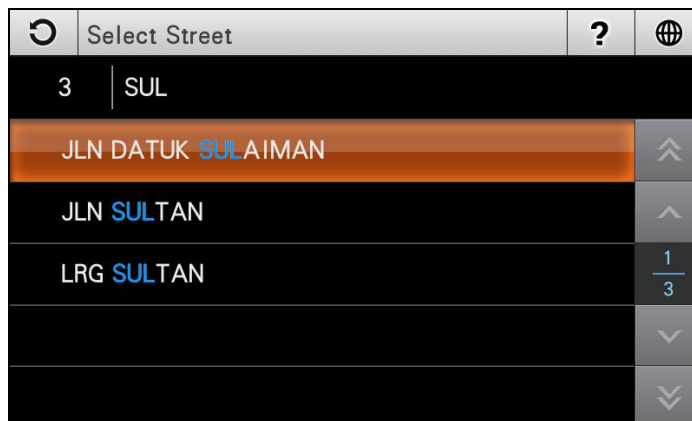 Select Street ?
3 SUL
JLN DATUK SULAIMAN
JLN SULTAN
LRG SULTAN
1
3